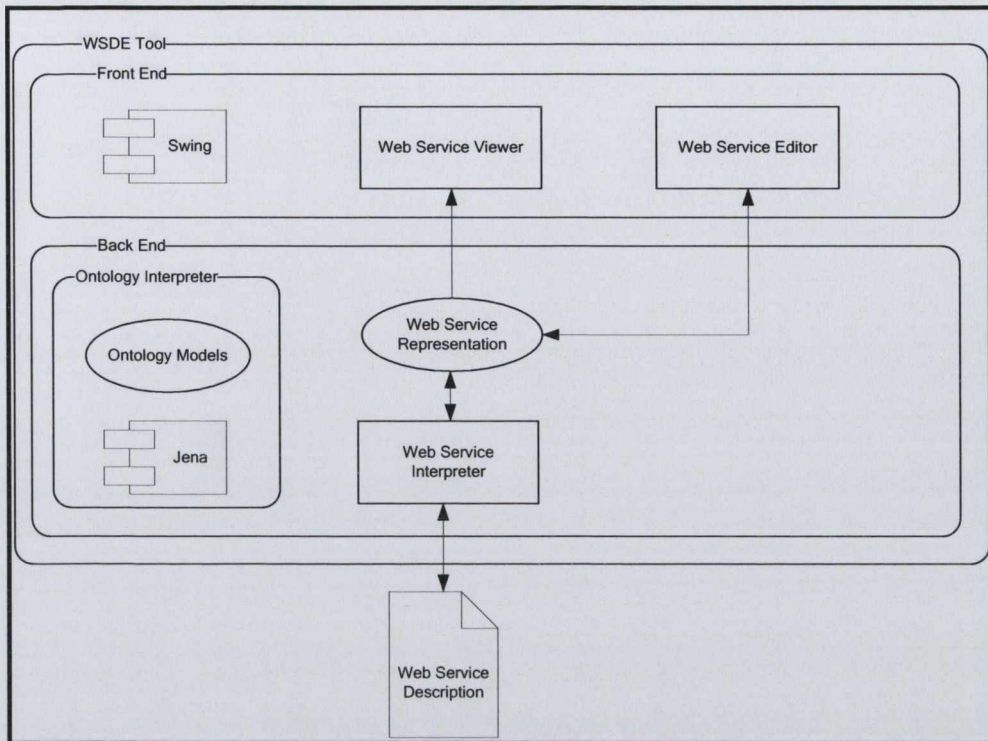 WSDE Tool
Front End
Swing
Web Service Viewer
Web Service Editor
Back End
Ontology Interpreter
Ontology Models
Web Service
Representation
Jena
Web Service
Interpreter
Web Service
Description